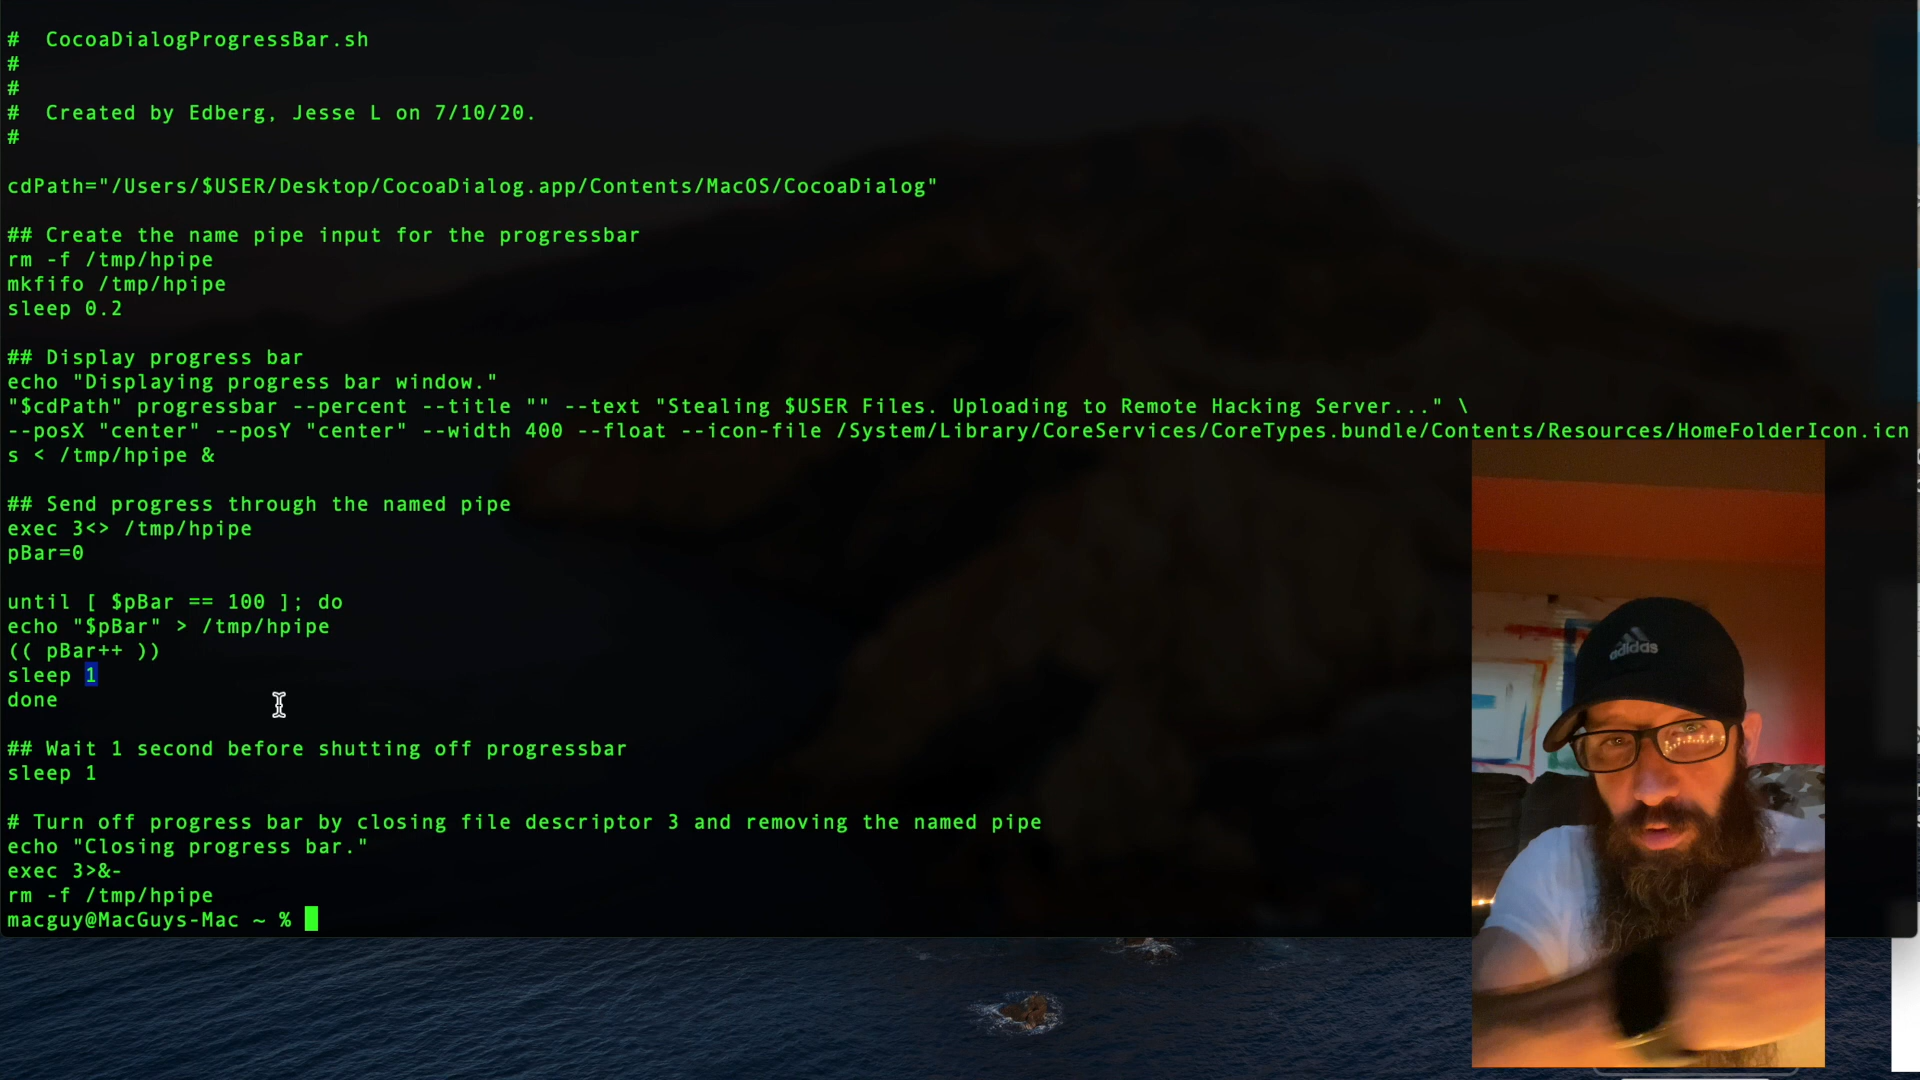 #  CocoaDialogProgressBar.sh
#
#
#  Created by Edberg, Jesse L on 7/10/20.
#
cdPath="/Users/$USER/Desktop/CocoaDialog.app/Contents/MacOS/CocoaDialog"
## Create the name pipe input for the progressbar
rm -f /tmp/hpipe
mkfifo /tmp/hpipe
sleep 0.2
## Display progress bar
echo "Displaying progress bar window."
"$cdPath" progressbar --percent --title "" --text "Stealing $USER Files. Uploading to Remote Hacking Server..." \
--posX "center" --posY "center" --width 400 --float --icon-file /System/Library/CoreServices/CoreTypes.bundle/Contents/Resources/HomeFolderIcon.icn
s < /tmp/hpipe &
## Send progress through the named pipe
exec 3<> /tmp/hpipe
pBar=0
until [ $pBar == 100 ]; do
echo "$pBar" > /tmp/hpipe
(( pBar++ ))
sleep 1
done
## Wait 1 second before shutting off progressbar
sleep 1
# Turn off progress bar by closing file descriptor 3 and removing the named pipe
echo "Closing progress bar."
exec 3>&-
rm -f /tmp/hpipe
macguy@MacGuys-Mac ~ %
adidas